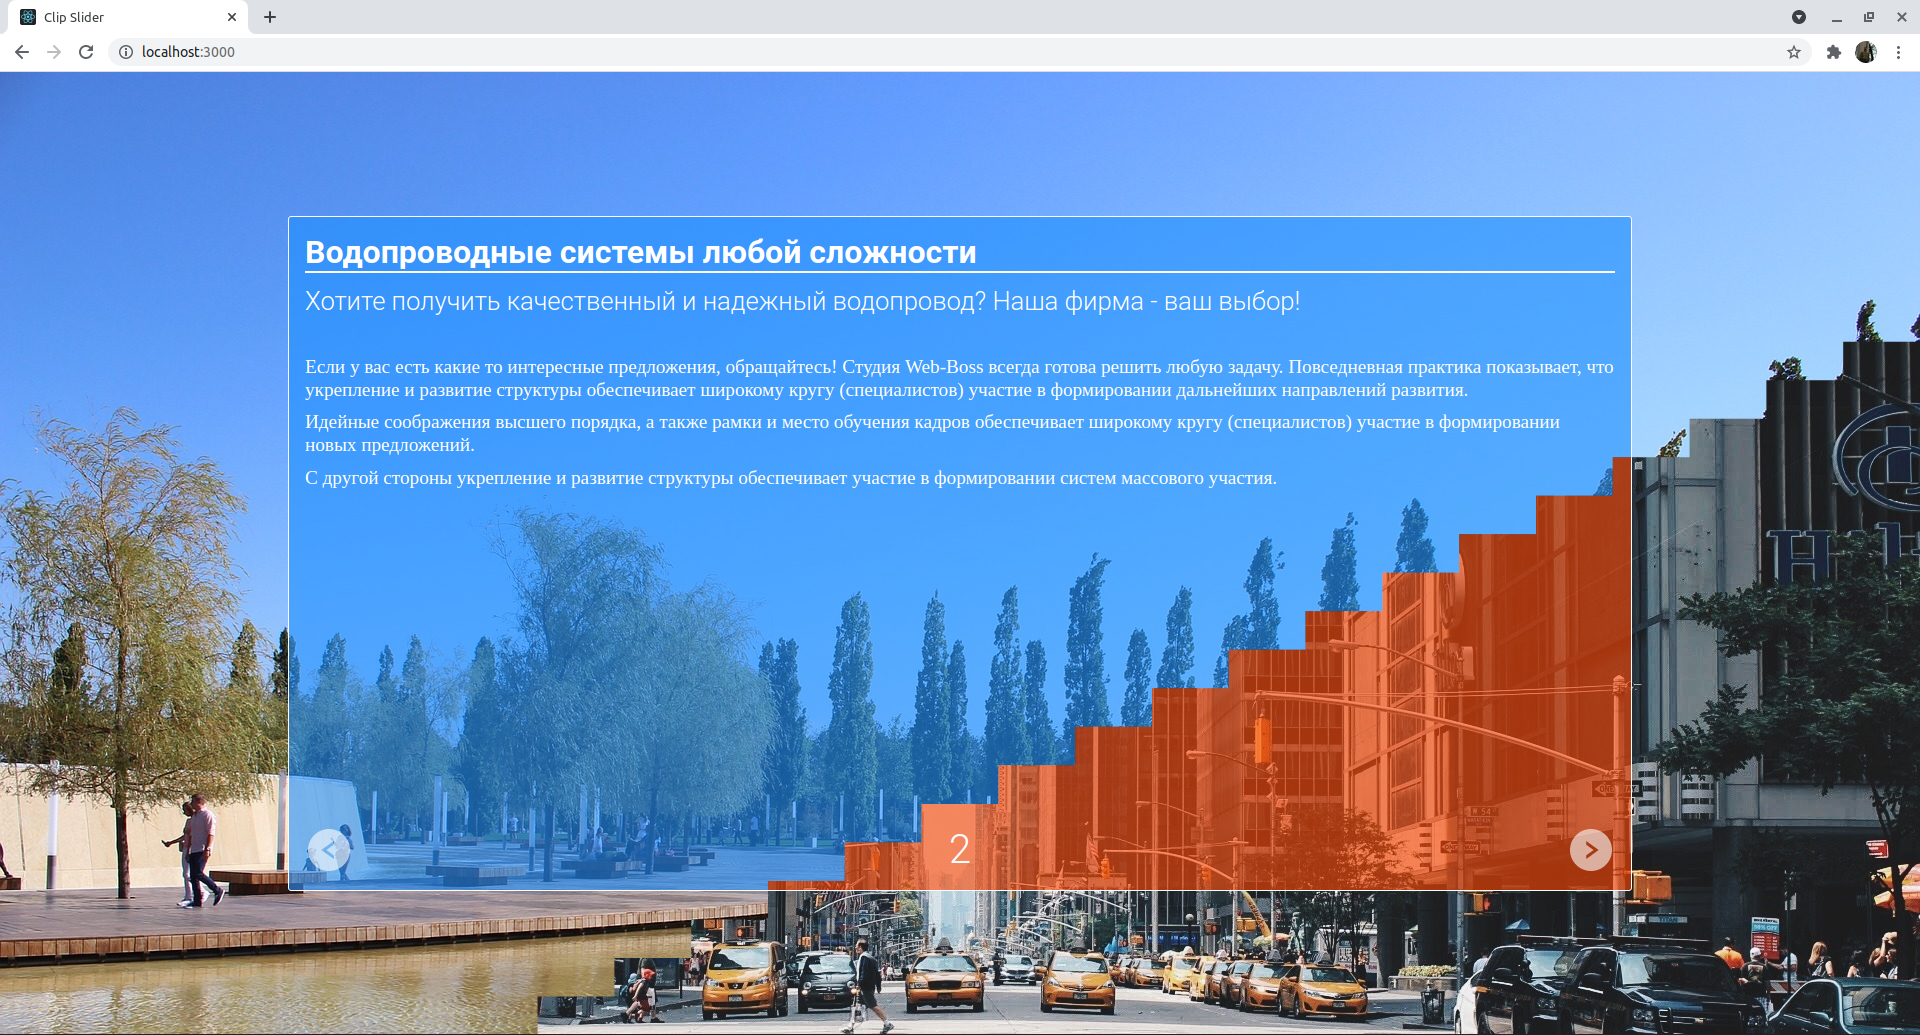 Clip Slider
localhost:3000
Водопроводные системы любой сложности
Хотите получить качественный и надежный водопровод? Наша фирма - ваш выбор!
Если у вас есть какие то интересные предложения, обращайтесь! Студия Web-Boss всегда готова решить любую задачу. Повседневная практика показывает, что
укрепление и развитие структуры обеспечивает широкому кругу (специалистов) участие в формировании дальнейших направлений развития.
Идейные соображения высшего порядка, а также рамки и место обучения кадров обеспечивает широкому кругу (специалистов) участие в формировании
новых предложений.
С другой стороны укрепление и развитие структуры обеспечивает участие в формировании систем массового участия.
2